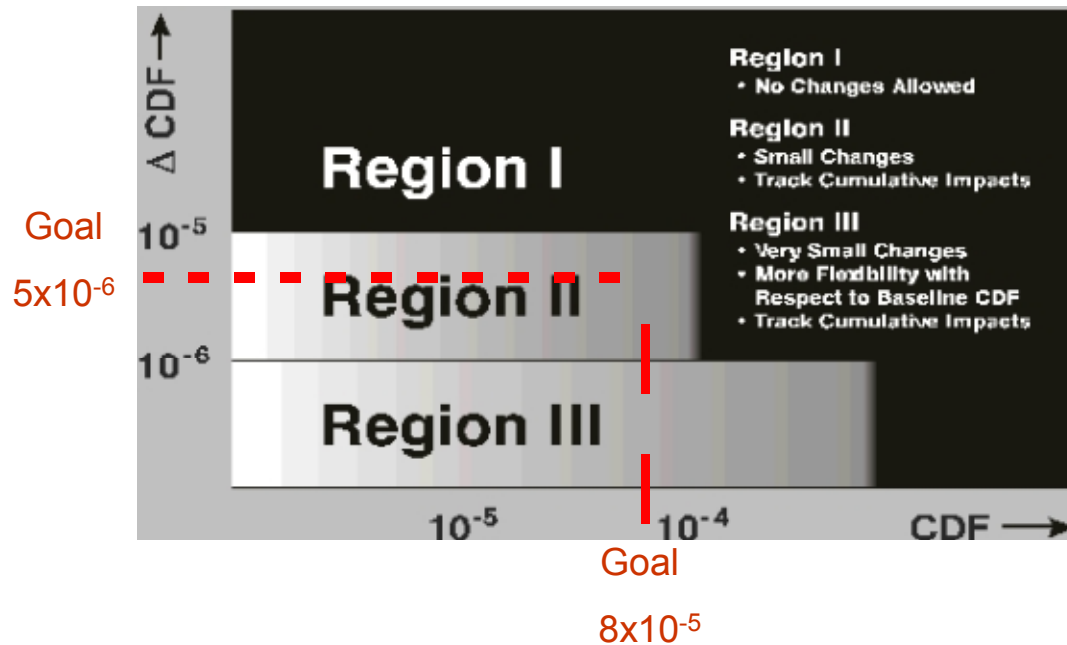 Δ CDF →
Region I
• No Changes Allowed
Region II
• Small Changes
• Track Cumulative Impacts
Region III
• Very Small Changes
• More Flexibility with
Respect to Baseline CDF
• Track Cumulative Impacts
Region I
Goal
5x10⁻⁶
10⁻⁵
Region II
10⁻⁶
Region III
10⁻⁵
10⁻⁴
CDF →
Goal
8x10⁻⁵